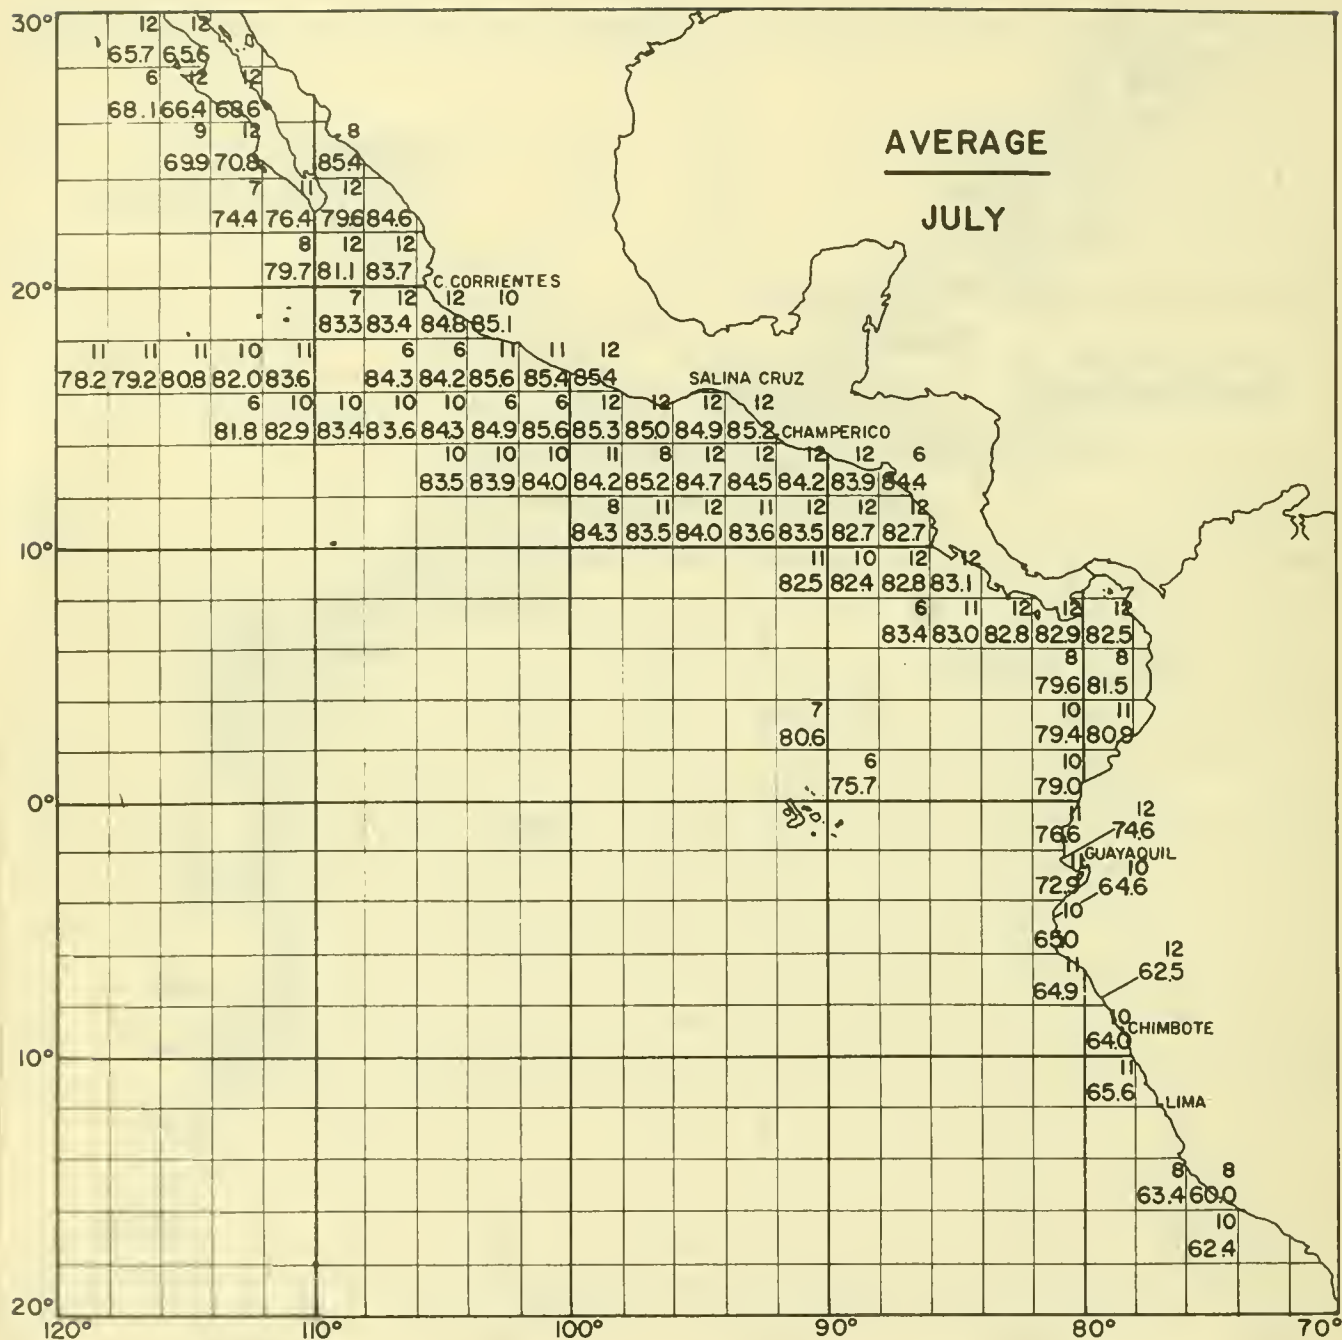 30°
12 12
65.7 65.6
6 12 12
68.1 66.4 68.6
9 12 8
69.9 70.8 85.4
AVERAGE
7 11 12
74.4 76.4 79.6 84.6
JULY
8 12 12
79.7 81.1 83.7
20°
C. CORRIENTES
7 12 12 10
83.3 83.4 84.8 85.1
11 11 11 10 11 6 6 11 11 12
78.2 79.2 80.8 82.0 83.6 84.3 84.2 85.6 85.4 85.4
SALINA CRUZ
6 10 10 10 10 6 6 12 12 12 12
81.8 82.9 83.4 83.6 84.3 84.9 85.6 85.3 85.0 84.9 85.2
CHAMPERICO
10 10 10 11 8 12 12 12 12 6
83.5 83.9 84.0 84.2 85.2 84.7 84.5 84.2 83.9 84.4
8 11 12 11 12 12 12
84.3 83.5 84.0 83.6 83.5 82.7 82.7
10°
11 10 12 12
82.5 82.4 82.8 83.1
6 11 12 12 12
83.4 83.0 82.8 82.9 82.5
8 8
79.6 81.5
7 10 11
80.6 79.4 80.9
6 10
75.7 79.0
0°
11 12
76.6 74.6
GUAYAQUIL
11 10
72.9 64.6
10
65.0
12
62.5
11
64.9
10
CHIMBOTE
64.0
10°
11
65.6
LIMA
8 8
63.4 60.0
10
62.4
20°
120° 110° 100° 90° 80° 70°